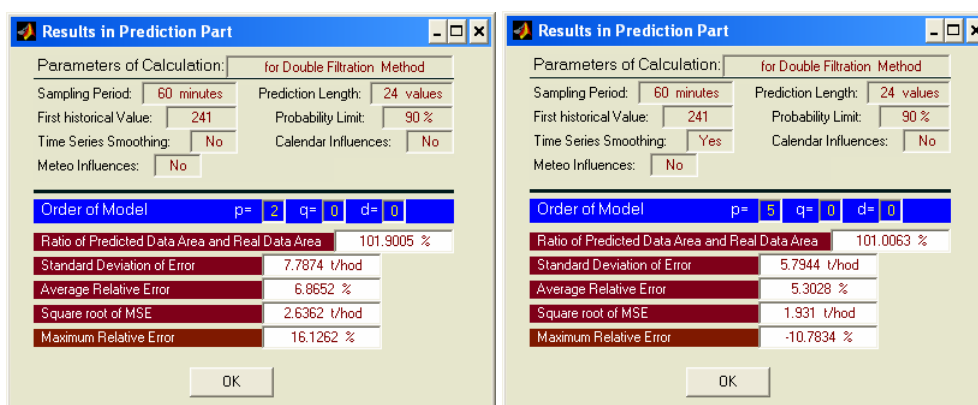 Results in Prediction Part
Parameters of Calculation: for Double Filtration Method
Sampling Period: 60 minutes Prediction Length: 24 values
First historical Value: 241 Probability Limit: 90 %
Time Series Smoothing: No Calendar Influences: No
Meteo Influences: No
Order of Model p= 2 q= 0 d= 0
Ratio of Predicted Data Area and Real Data Area 101.9005 %
Standard Deviation of Error 7.7874 t/hod
Average Relative Error 6.8652 %
Square root of MSE 2.6362 t/hod
Maximum Relative Error 16.1262 %
OK
Results in Prediction Part
Parameters of Calculation: for Double Filtration Method
Sampling Period: 60 minutes Prediction Length: 24 values
First historical Value: 241 Probability Limit: 90 %
Time Series Smoothing: Yes Calendar Influences: No
Meteo Influences: No
Order of Model p= 5 q= 0 d= 0
Ratio of Predicted Data Area and Real Data Area 101.0063 %
Standard Deviation of Error 5.7944 t/hod
Average Relative Error 5.3028 %
Square root of MSE 1.931 t/hod
Maximum Relative Error -10.7834 %
OK